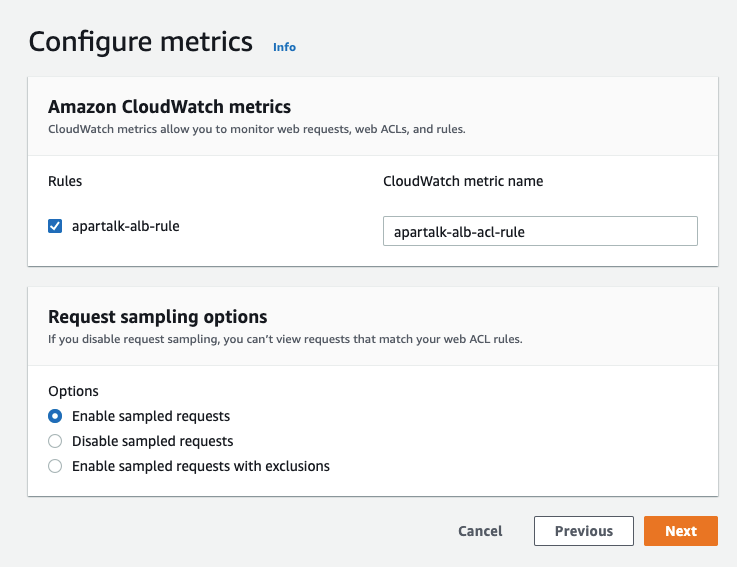 Configure metrics Info
Amazon CloudWatch metrics
CloudWatch metrics allow you to monitor web requests, web ACLs, and rules.
Rules CloudWatch metric name
apartalk-alb-rule apartalk-alb-acl-rule
Request sampling options
If you disable request sampling, you can't view requests that match your web ACL rules.
Options
Enable sampled requests
Disable sampled requests
Enable sampled requests with exclusions
Cancel Previous Next